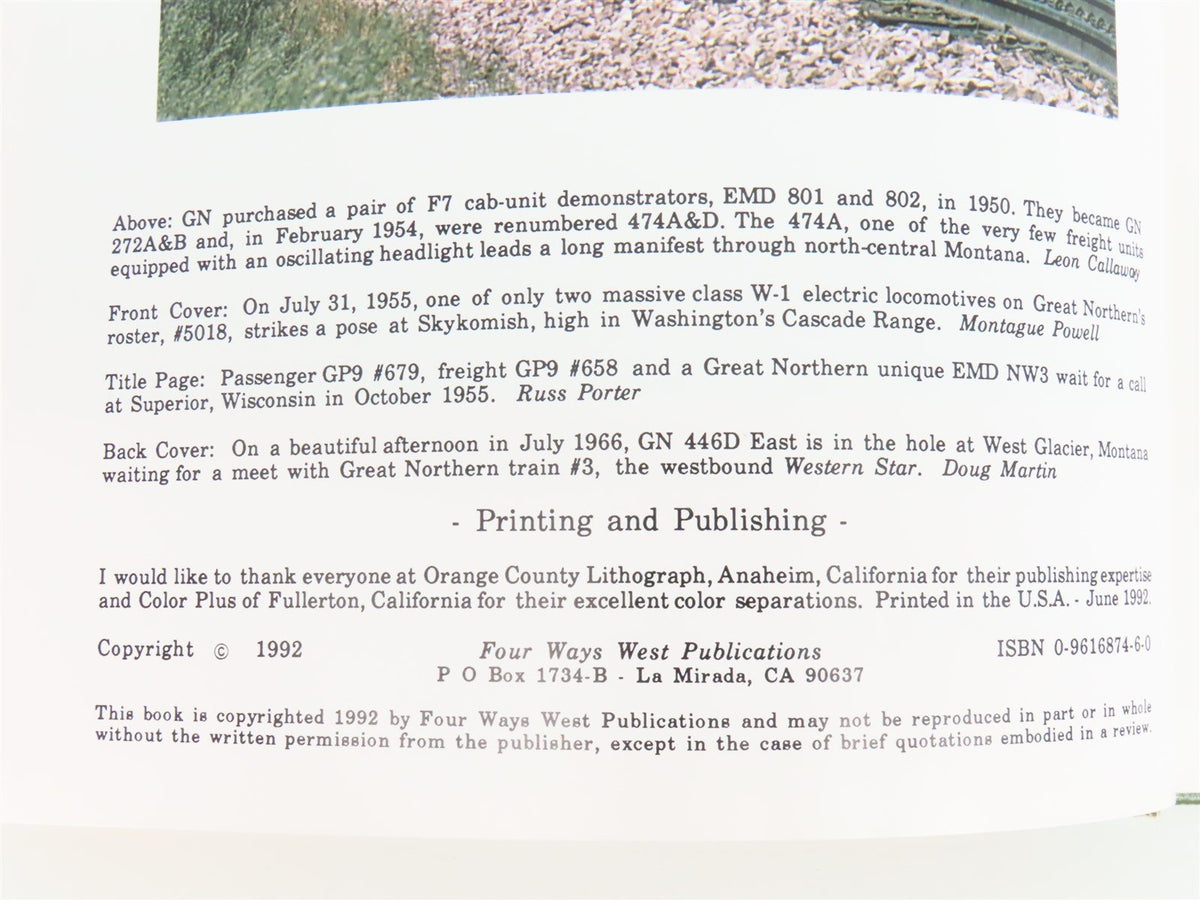 Above: GN purchased a pair of F7 cab-unit demonstrators, EMD 801 and 802, in 1950. They became GN
272A&B and, in February 1954, were renumbered 474A&D. The 474A, one of the very few freight units
equipped with an oscillating headlight leads a long manifest through north-central Montana. Leon Callaway
Front Cover: On July 31, 1955, one of only two massive class W-1 electric locomotives on Great Northern's
roster, #5018, strikes a pose at Skykomish, high in Washington's Cascade Range. Montague Powell
Title Page: Passenger GP9 #679, freight GP9 #658 and a Great Northern unique EMD NW3 wait for a call
at Superior, Wisconsin in October 1955. Russ Porter
Back Cover: On a beautiful afternoon in July 1966, GN 446D East is in the hole at West Glacier, Montana
waiting for a meet with Great Northern train #3, the westbound Western Star. Doug Martin
- Printing and Publishing -
I would like to thank everyone at Orange County Lithograph, Anaheim, California for their publishing expertise
and Color Plus of Fullerton, California for their excellent color separations. Printed in the U.S.A. - June 1992.
Copyright © 1992 Four Ways West Publications ISBN 0-9616874-6-0
P O Box 1734-B - La Mirada, CA 90637
This book is copyrighted 1992 by Four Ways West Publications and may not be reproduced in part or in whole
without the written permission from the publisher, except in the case of brief quotations embodied in a review.